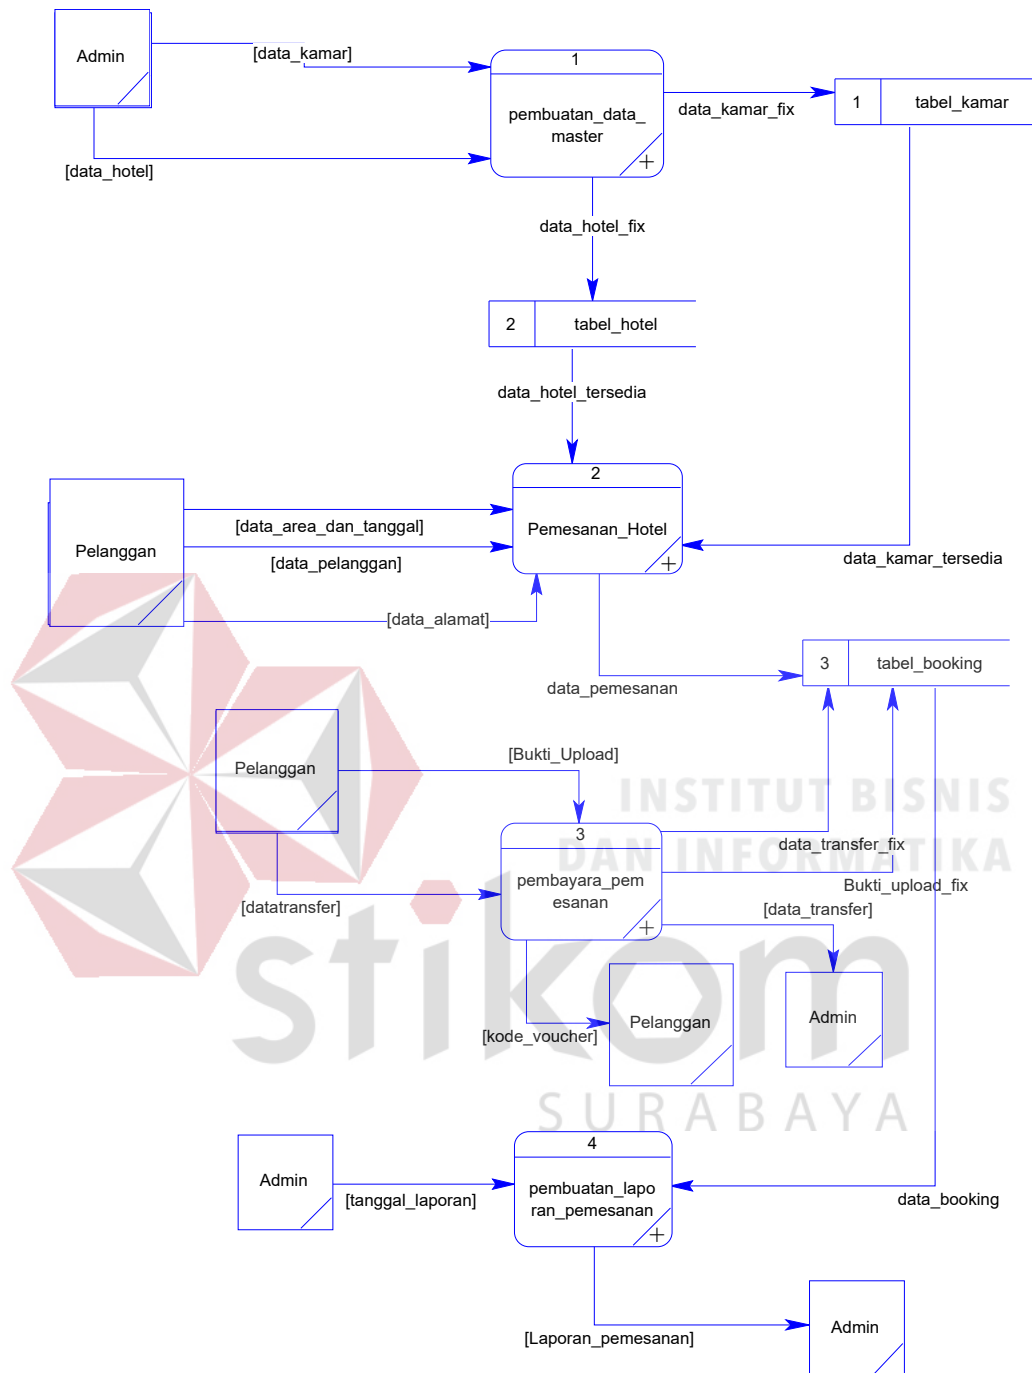 Admin
[data_kamar]
1
pembuatan_data_
master
data_kamar_fix
1
tabel_kamar
[data_hotel]
data_hotel_fix
2
tabel_hotel
data_hotel_tersedia
2
Pemesanan_Hotel
Pelanggan
[data_area_dan_tanggal]
[data_pelanggan]
data_kamar_tersedia
[data_alamat]
3
tabel_booking
data_pemesanan
Pelanggan
[Bukti_Upload]
INSTITUT BISNIS
DAN INFORMATIKA
3
pembayara_pem
esanan
data_transfer_fix
Bukti_upload_fix
[datatransfer]
[data_transfer]
stikom
Pelanggan
Admin
[kode_voucher]
SURABAYA
4
pembuatan_lapo
ran_pemesanan
Admin
[tanggal_laporan]
data_booking
[Laporan_pemesanan]
Admin